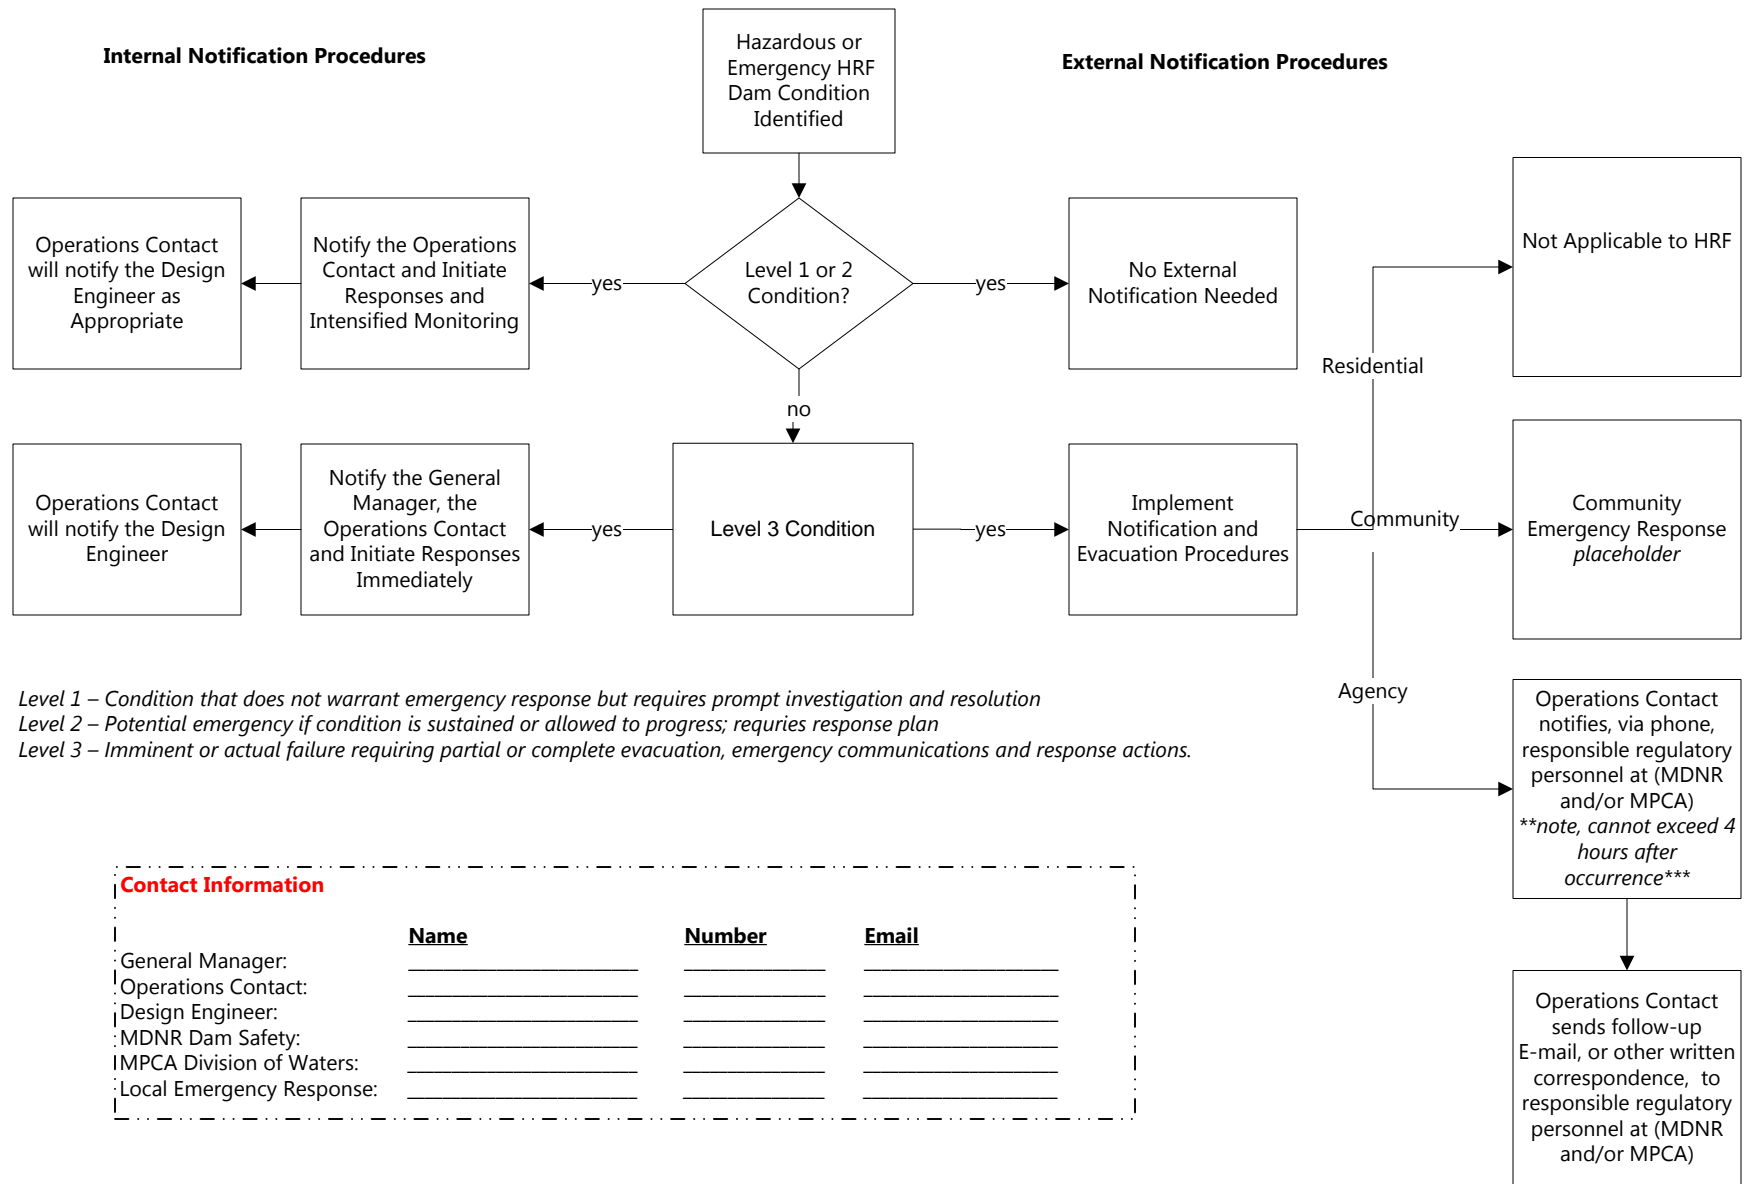 Internal Notification Procedures
External Notification Procedures
Hazardous or
Emergency HRF
Dam Condition
Identified
Operations Contact
will notify the Design
Engineer as
Appropriate
Notify the Operations
Contact and Initiate
Responses and
Intensified Monitoring
yes
Level 1 or 2
Condition?
yes
No External
Notification Needed
Residential
Not Applicable to HRF
no
Operations Contact
will notify the Design
Engineer
Notify the General
Manager, the
Operations Contact
and Initiate Responses
Immediately
yes
Level 3 Condition
yes
Implement
Notification and
Evacuation Procedures
Community
Community
Emergency Response
placeholder
Agency
Operations Contact
notifies, via phone,
responsible regulatory
personnel at (MDNR
and/or MPCA)
**note, cannot exceed 4
hours after
occurrence***
Operations Contact
sends follow-up
E-mail, or other written
correspondence, to
responsible regulatory
personnel at (MDNR
and/or MPCA)
Level 1 – Condition that does not warrant emergency response but requires prompt investigation and resolution
Level 2 – Potential emergency if condition is sustained or allowed to progress; requries response plan
Level 3 – Imminent or actual failure requiring partial or complete evacuation, emergency communications and response actions.
Contact Information
Name Number Email
General Manager:
Operations Contact:
Design Engineer:
MDNR Dam Safety:
MPCA Division of Waters:
Local Emergency Response: